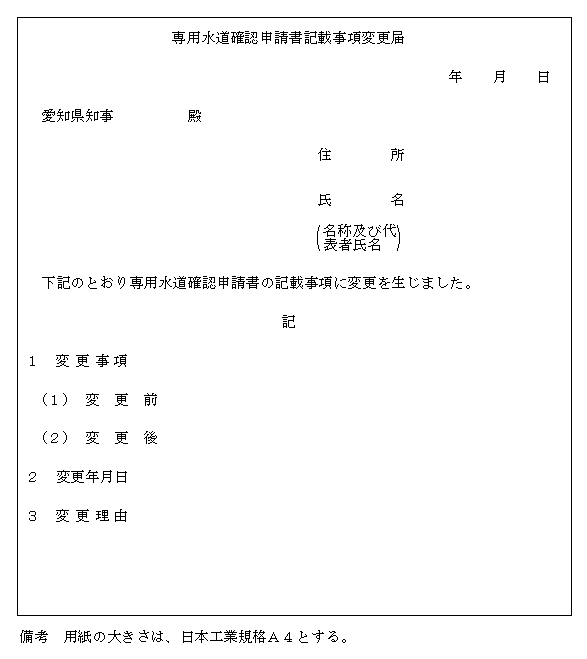 専用水道確認申請書記載事項変更届
年　　月　　日
愛知県知事　　　　　殿
住　　　　所
氏　　　　名
(名称及び代
表者氏名)
下記のとおり専用水道確認申請書の記載事項に変更を生じました。
記
１　変 更 事 項
（１）　変　更　前
（２）　変　更　後
２　変更年月日
３　変 更 理 由
備考　用紙の大きさは、日本工業規格Ａ４とする。